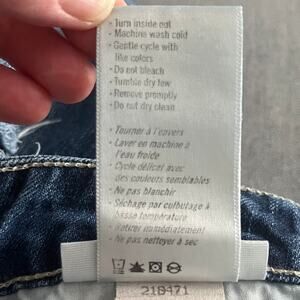 - Turn inside out
- Machine wash cold
- Gentle cycle with
like colors
- Do not bleach
- Tumble dry low
- Remove promptly
- Do not dry clean
- Tourner à l'envers
- Laver en machine à
l'eau froide
- Cycle délicat avec
des couleurs semblables
- Ne pas blanchir
- Séchage par culbutage à
basse température
- Retirer immédiatement
- Ne pas nettoyer à sec
218471